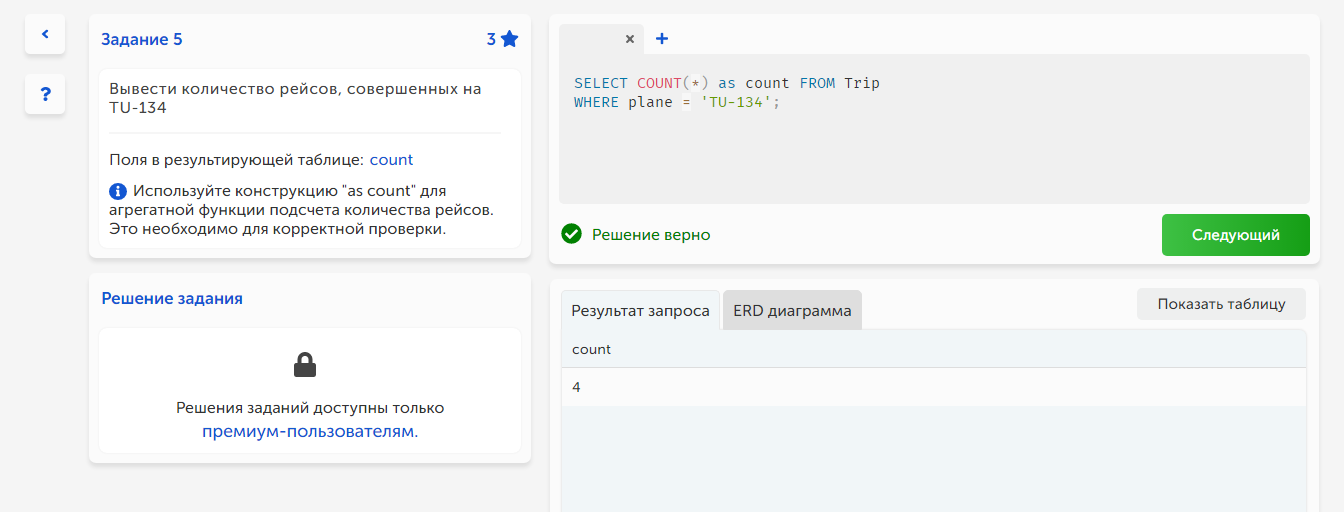 Задание 5
3
?
Вывести количество рейсов, совершенных на
TU-134
Поля в результирующей таблице: count
Используйте конструкцию "as count" для
агрегатной функции подсчета количества рейсов.
Это необходимо для корректной проверки.
Решение задания
Решения заданий доступны только
премиум-пользователям.
SELECT COUNT(*) as count FROM Trip
WHERE plane = 'TU-134';
Решение верно
Следующий
Результат запроса
ERD диаграмма
Показать таблицу
count
4